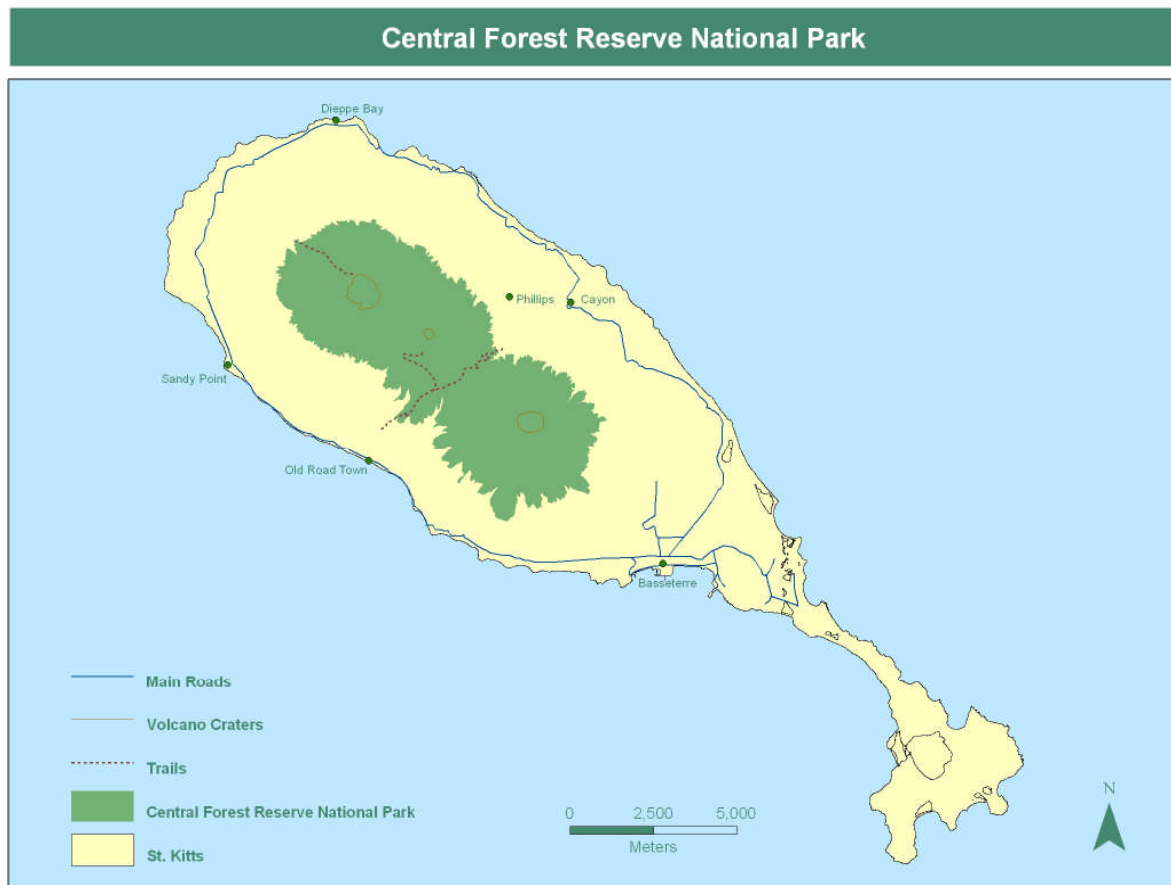 Central Forest Reserve National Park
Dieppe Bay
Phillips
Cayon
Sandy Point
Old Road Town
Basseterre
Main Roads
Volcano Craters
Trails
Central Forest Reserve National Park
St. Kitts
0 2,500 5,000
Meters
N